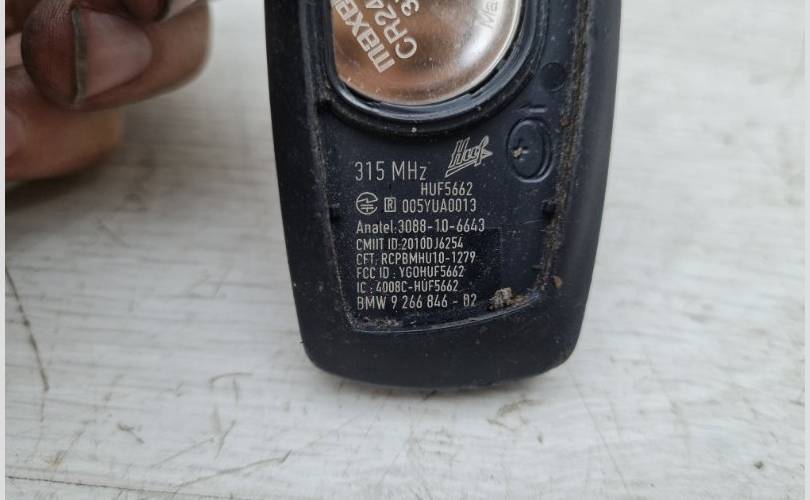 maxell
CR24
Huf
315 MHz
HUF5662
R 005YUA0013
Anatel:3088-10-6643
CMIIT ID:2010DJ6254
CFT: RCPBMHU10-1279
FCC ID : YGOHUF5662
IC : 4008C-HUF5662
BMW 9 266 846 - 02